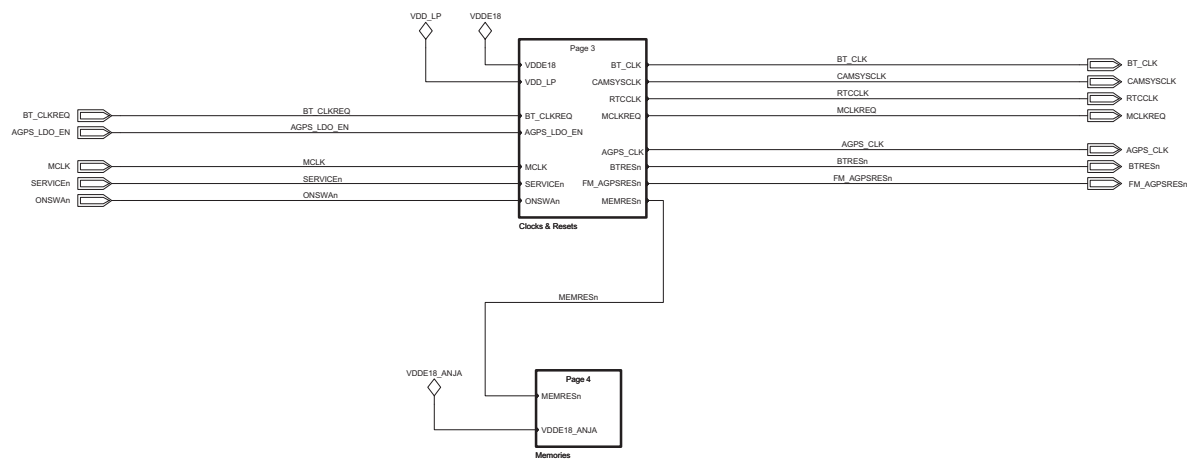 VDD_LP
VDDE18
Page 3
VDDE18
VDD_LP
BT_CLKREQ
AGPS_LDO_EN
MCLK
SERVICEn
ONSWAn
BT_CLK
CAMSYSCLK
RTCCLK
MCLKREQ
AGPS_CLK
BTRESn
FM_AGPSRESn
MEMRESn
Clocks & Resets
BT_CLKREQ
AGPS_LDO_EN
MCLK
SERVICEn
ONSWAn
BT_CLKREQ
AGPS_LDO_EN
MCLK
SERVICEn
ONSWAn
BT_CLK
CAMSYSCLK
RTCCLK
MCLKREQ
AGPS_CLK
BTRESn
FM_AGPSRESn
BT_CLK
CAMSYSCLK
RTCCLK
MCLKREQ
AGPS_CLK
BTRESn
FM_AGPSRESn
MEMRESn
VDDE18_ANJA
Page 4
MEMRESn
VDDE18_ANJA
Memories